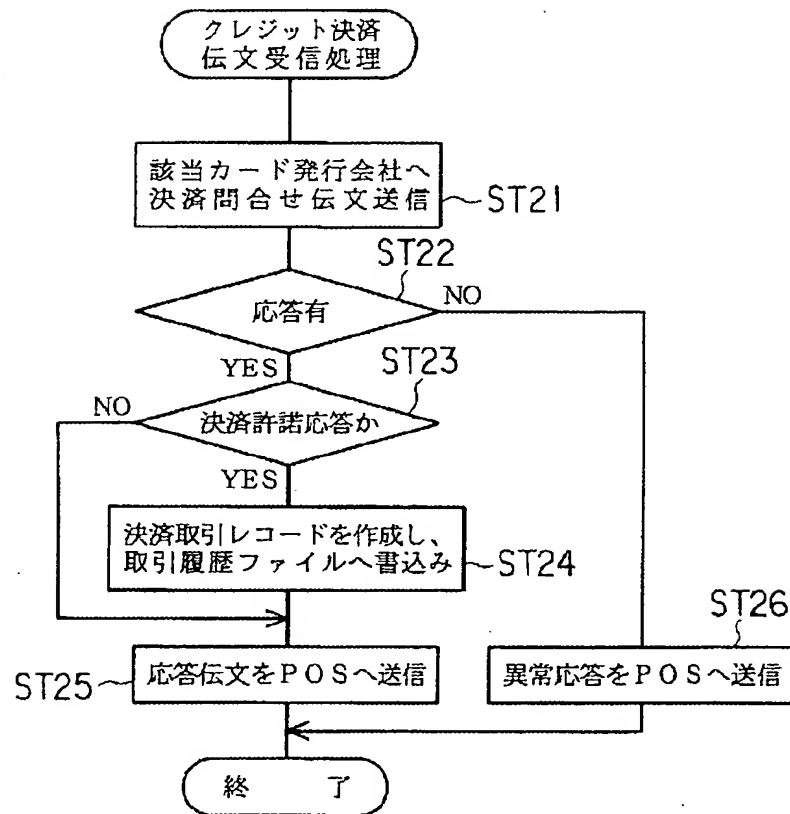 クレジット決済
伝文受信処理
該当カード発行会社へ
決済問合せ伝文送信
ST21
ST22
応答有
NO
YES
ST23
NO
決済許諾応答か
YES
決済取引レコードを作成し、
取引履歴ファイルへ書込み
ST24
ST26
ST25
応答伝文をPOSへ送信
異常応答をPOSへ送信
終 了